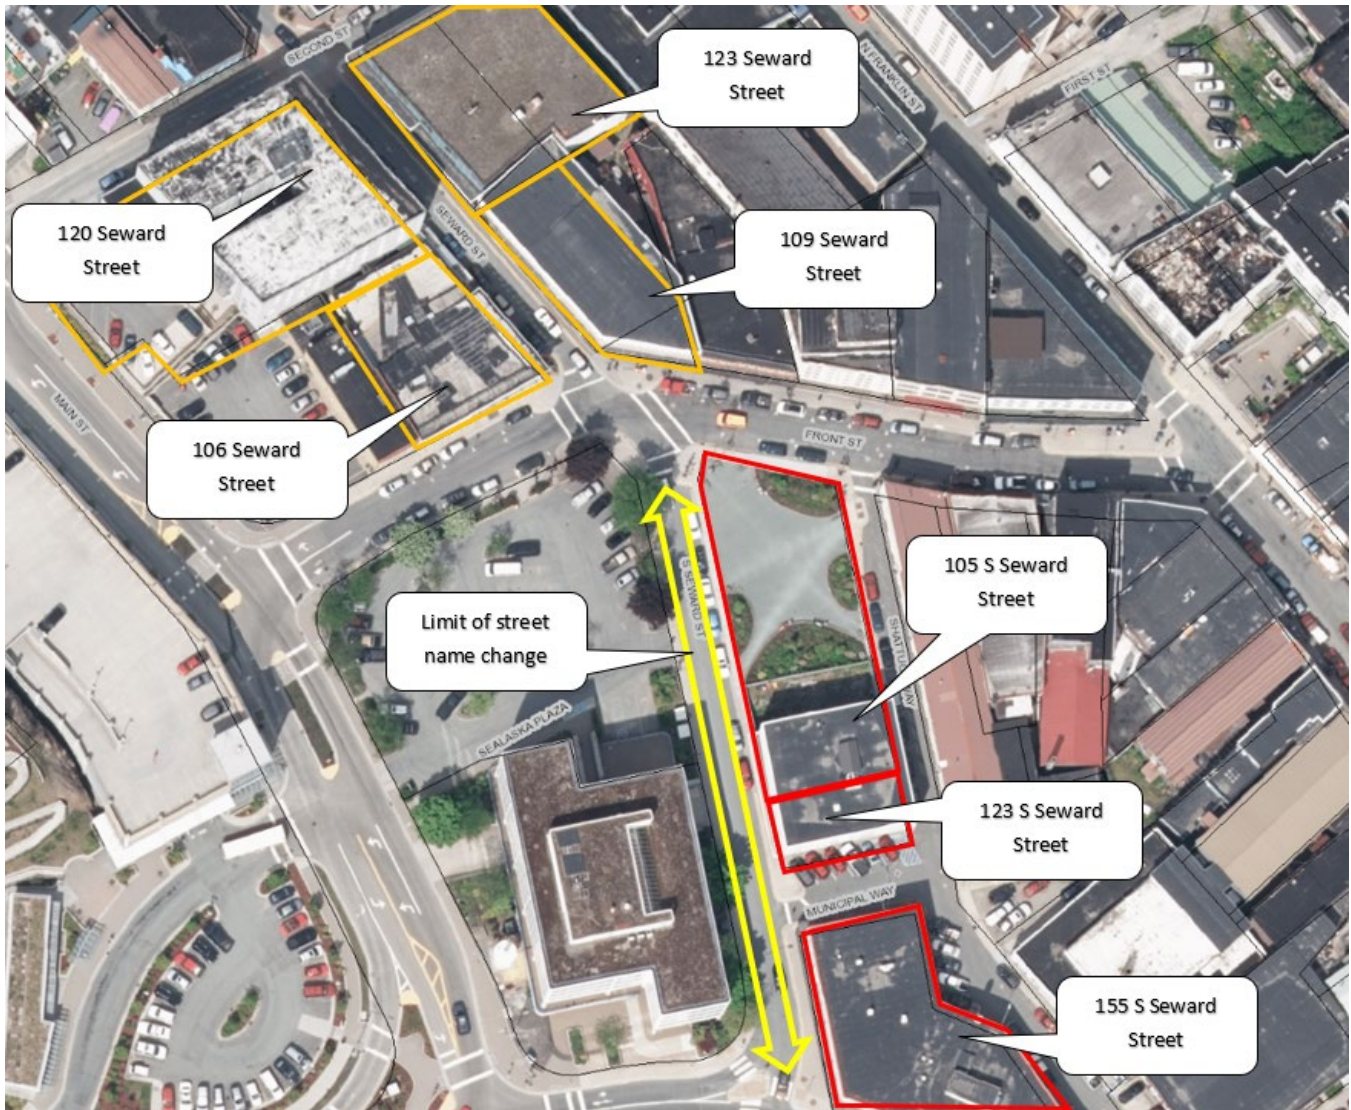 SECOND ST
123 Seward
Street
N FRANKLIN ST
FIRST ST
120 Seward
Street
SEWARD ST
109 Seward
Street
MAIN ST
106 Seward
Street
FRONT ST
Limit of street
name change
S SEWARD ST
105 S Seward
Street
SHATTUCK WAY
SEALASKA PLAZA
123 S Seward
Street
MUNICIPAL WAY
155 S Seward
Street